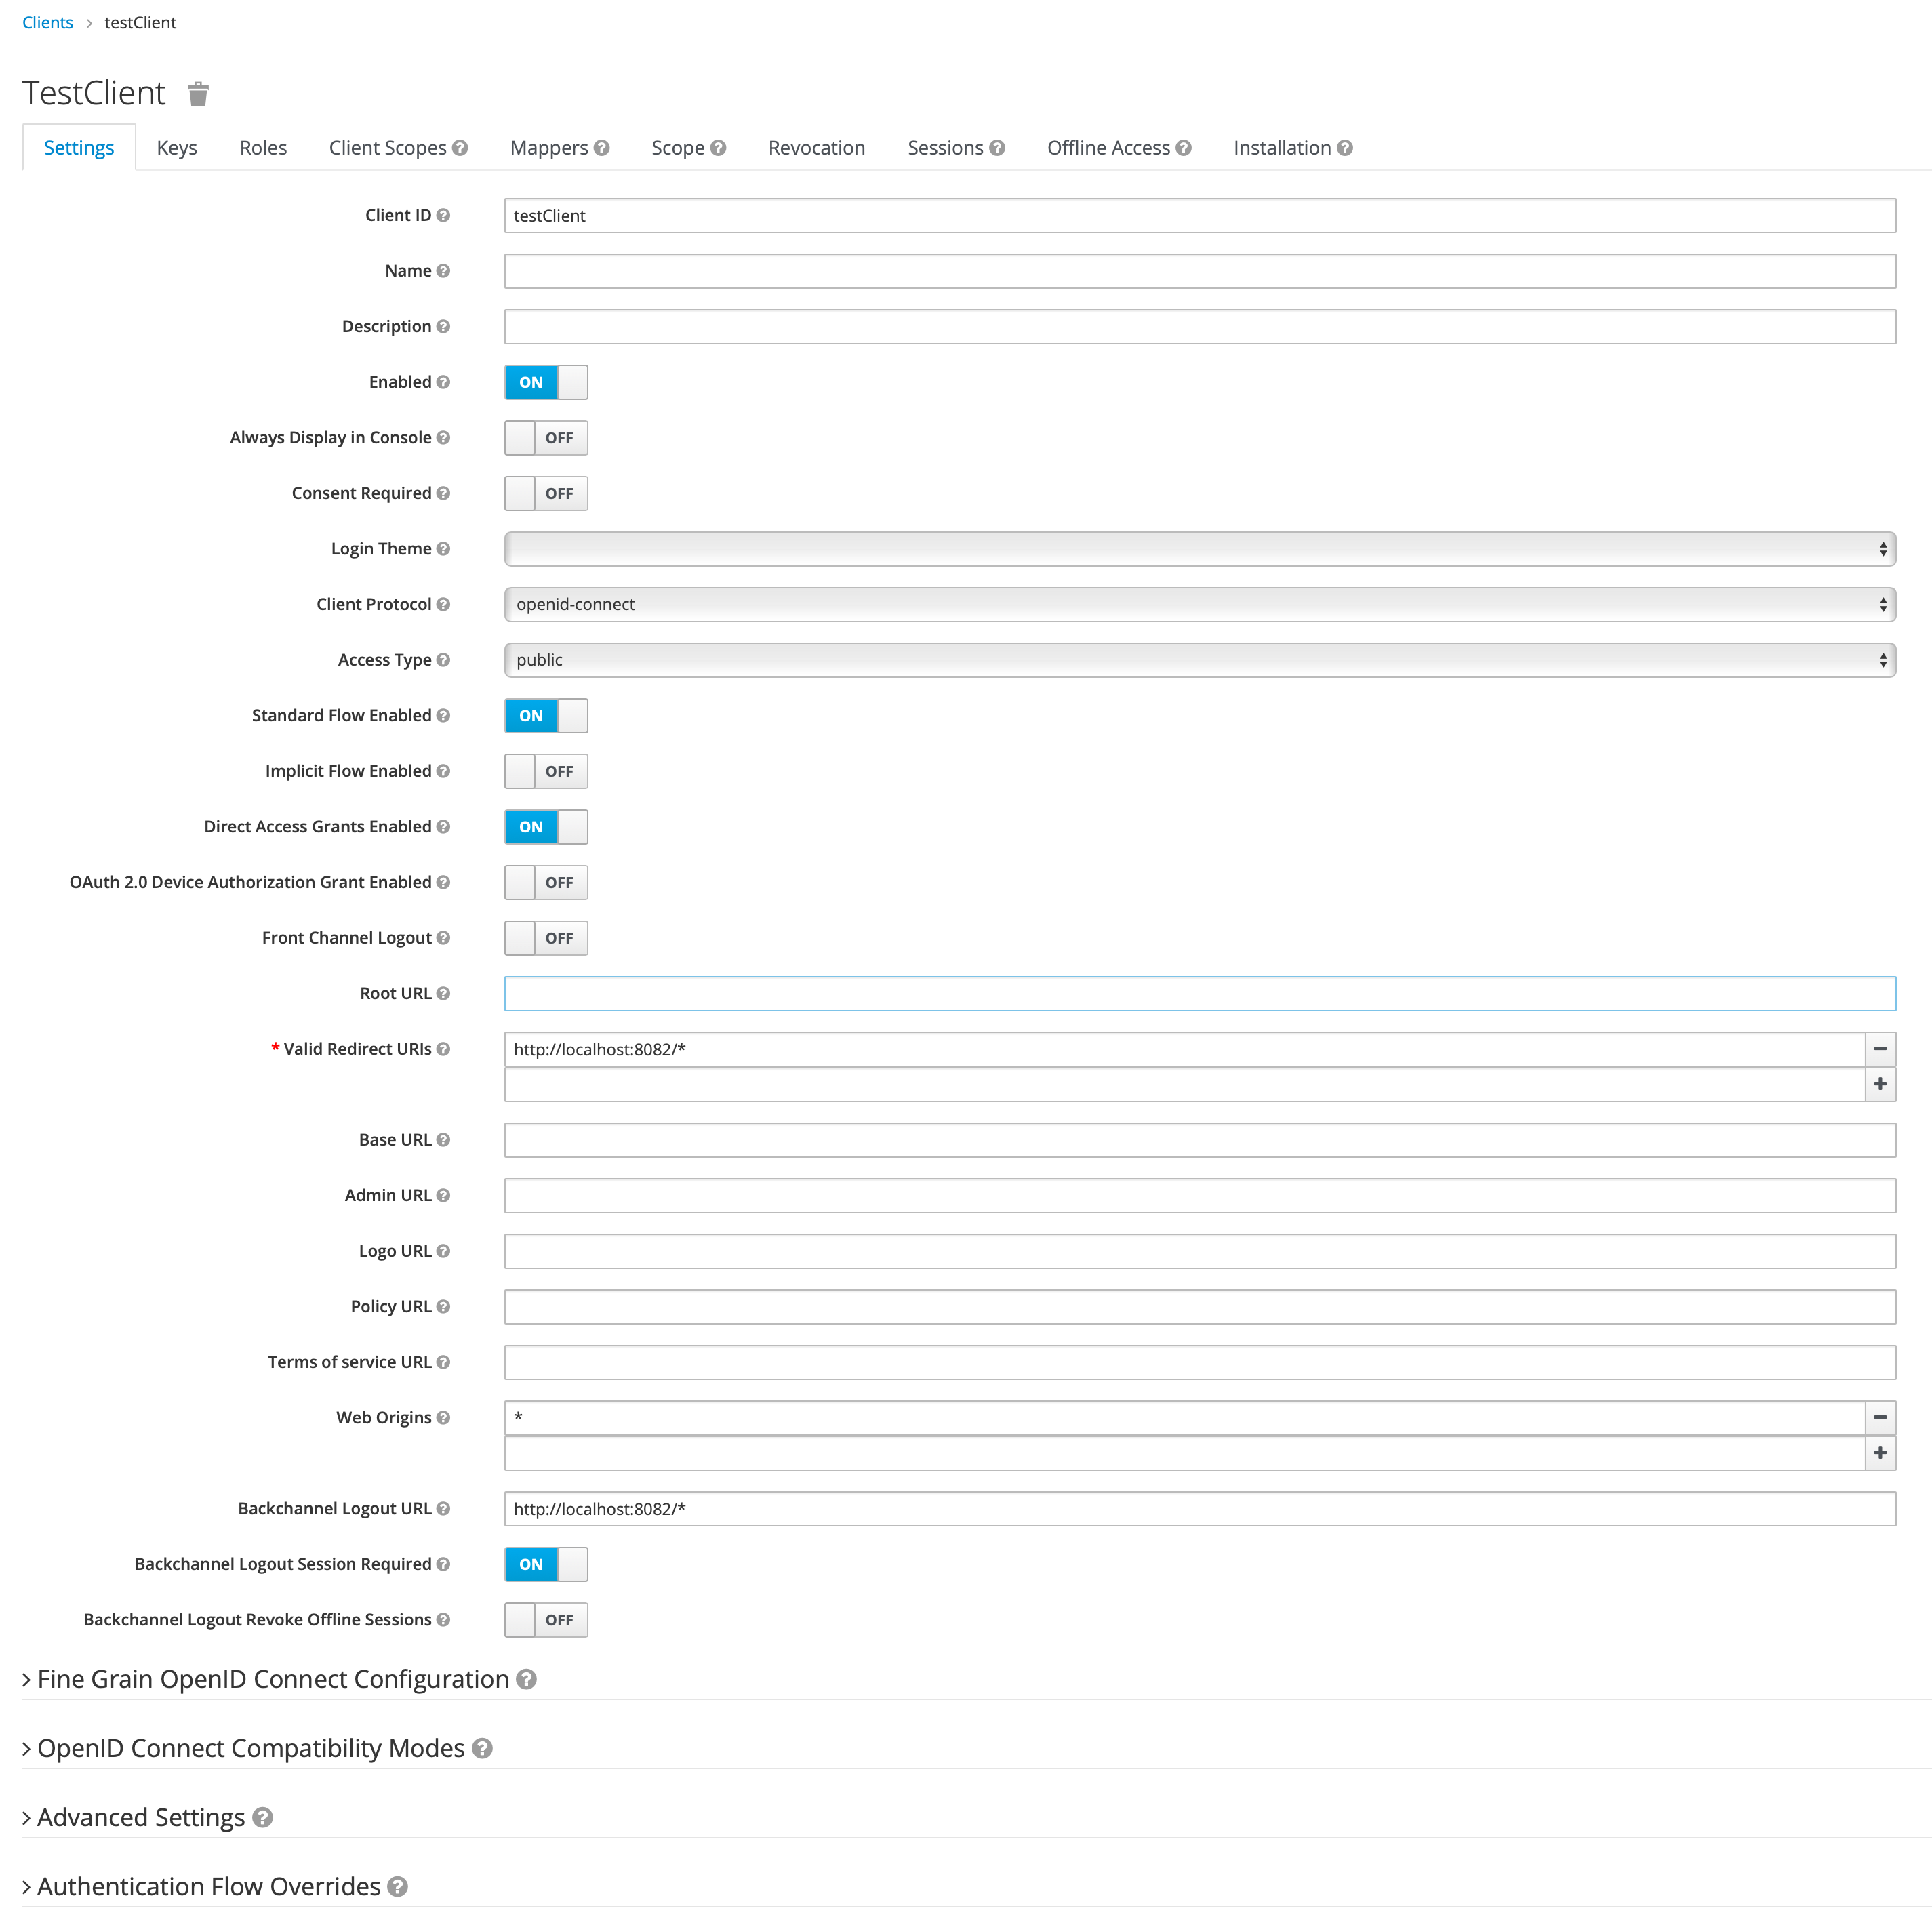 Clients > testClient
TestClient
Settings Keys Roles Client Scopes Mappers Scope Revocation Sessions Offline Access Installation
Client ID testClient
Name
Description
Enabled ON
Always Display in Console OFF
Consent Required OFF
Login Theme
Client Protocol openid-connect
Access Type public
Standard Flow Enabled ON
Implicit Flow Enabled OFF
Direct Access Grants Enabled ON
OAuth 2.0 Device Authorization Grant Enabled OFF
Front Channel Logout OFF
Root URL
* Valid Redirect URIs http://localhost:8082/*
Base URL
Admin URL
Logo URL
Policy URL
Terms of service URL
Web Origins *
Backchannel Logout URL http://localhost:8082/*
Backchannel Logout Session Required ON
Backchannel Logout Revoke Offline Sessions OFF
Fine Grain OpenID Connect Configuration
OpenID Connect Compatibility Modes
Advanced Settings
Authentication Flow Overrides